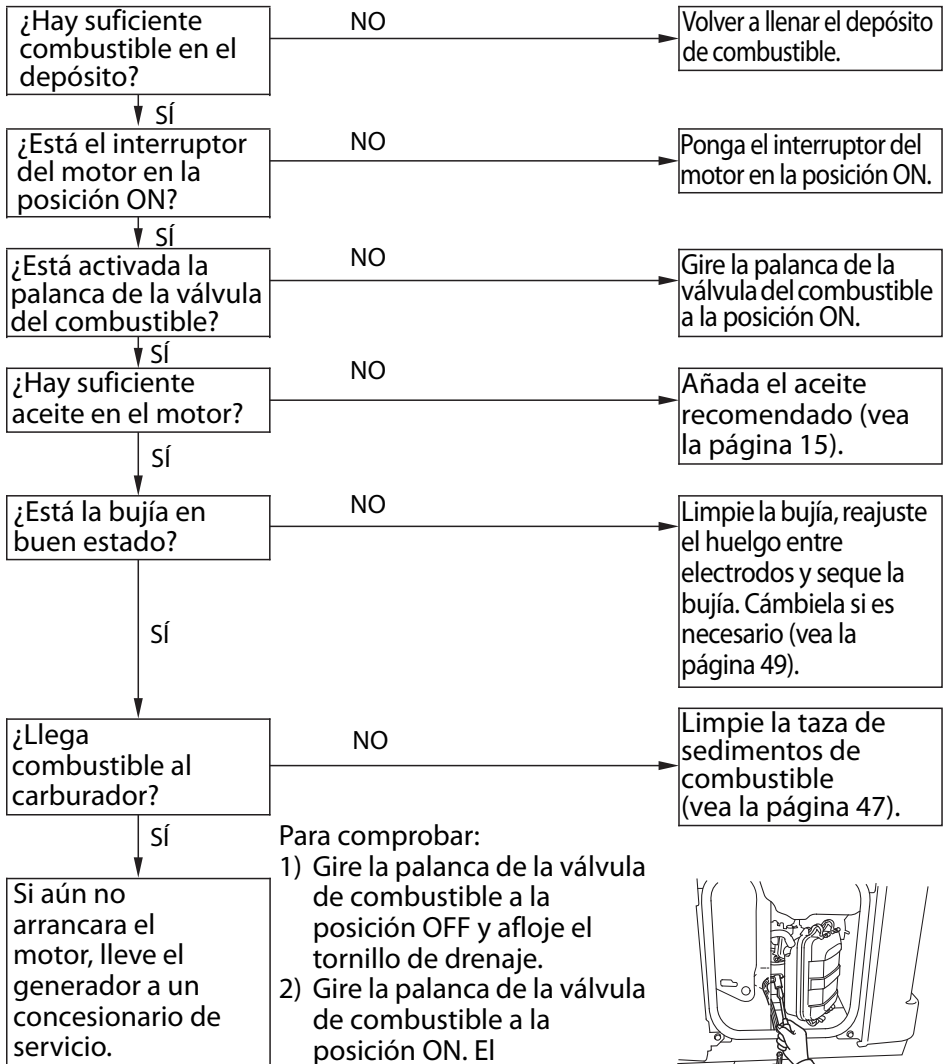 ¿Hay suficiente
combustible en el
depósito?
NO
Volver a llenar el depósito
de combustible.
SÍ
¿Está el interruptor
del motor en la
posición ON?
NO
Ponga el interruptor del
motor en la posición ON.
SÍ
¿Está activada la
palanca de la válvula
del combustible?
NO
Gire la palanca de la
válvula del combustible
a la posición ON.
SÍ
¿Hay suficiente
aceite en el motor?
NO
Añada el aceite
recomendado (vea
la página 15).
SÍ
¿Está la bujía en
buen estado?
NO
Limpie la bujía, reajuste
el huelgo entre
electrodos y seque la
bujía. Cámbiela si es
necesario (vea la
página 49).
SÍ
¿Llega
combustible al
carburador?
NO
Limpie la taza de
sedimentos de
combustible
(vea la página 47).
SÍ
Si aún no
arrancara el
motor, lleve el
generador a un
concesionario de
servicio.
Para comprobar:
1) Gire la palanca de la válvula
de combustible a la
posición OFF y afloje el
tornillo de drenaje.
2) Gire la palanca de la válvula
de combustible a la
posición ON. El